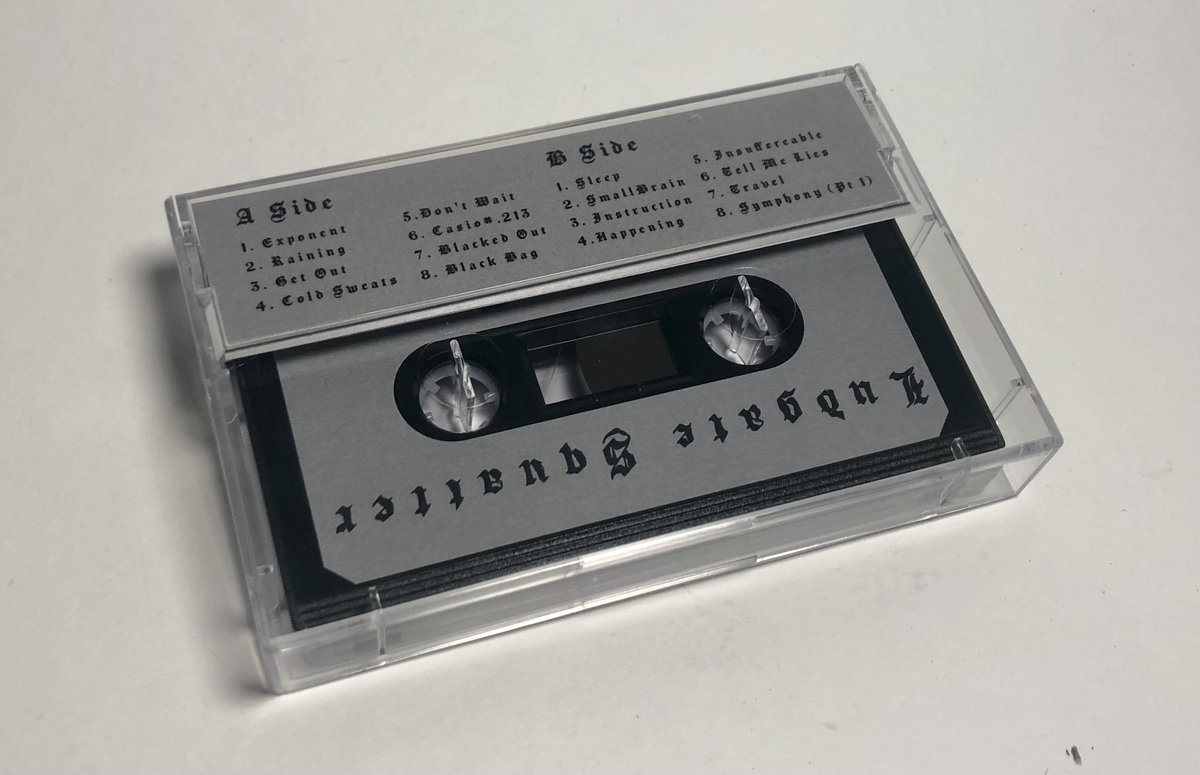 A Side
1. Exponent
2. Raining
3. Get Out
4. Cold Sweats
5.Don't Wait
6. Casio#.213
7. Blacked Out
8. Black Bag
B Side
1. Sleep
2. SmallBrain
3. Instruction
4.Happening
5. Insuffereable
6. Tell Me Lies
7. Travel
8. Symphony (Pt 1)
Ludgate Squatter